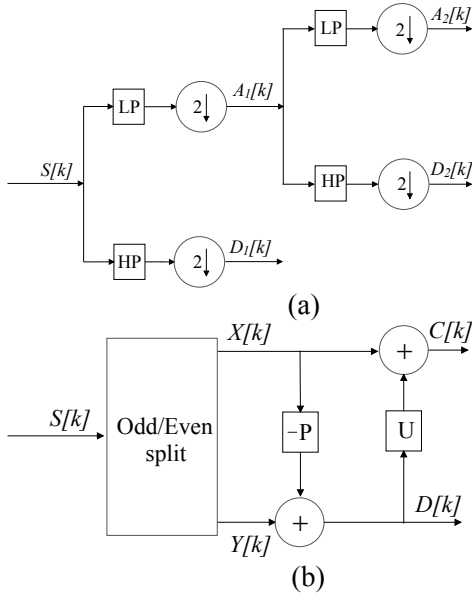 LP 2↓ A₂[k]
LP 2↓ A₁[k]
S[k]
HP 2↓ D₂[k]
HP 2↓ D₁[k]
(a)
X[k] + C[k]
S[k] Odd/Even
split
−P U
Y[k] + D[k]
(b)